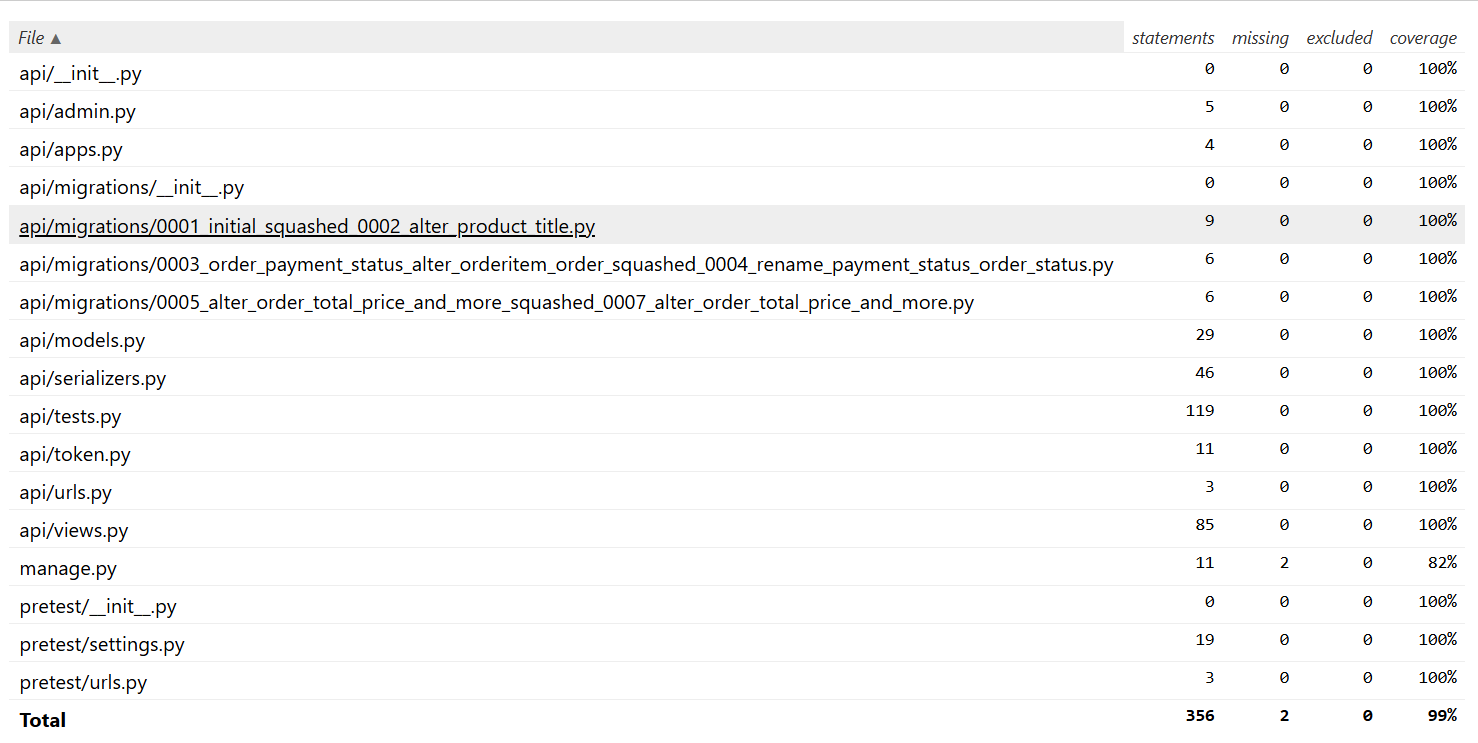 File ▲ statements missing excluded coverage
api/__init__.py 0 0 0 100%
api/admin.py 5 0 0 100%
api/apps.py 4 0 0 100%
api/migrations/__init__.py 0 0 0 100%
api/migrations/0001_initial_squashed_0002_alter_product_title.py 9 0 0 100%
api/migrations/0003_order_payment_status_alter_orderitem_order_squashed_0004_rename_payment_status_order_status.py 6 0 0 100%
api/migrations/0005_alter_order_total_price_and_more_squashed_0007_alter_order_total_price_and_more.py 6 0 0 100%
api/models.py 29 0 0 100%
api/serializers.py 46 0 0 100%
api/tests.py 119 0 0 100%
api/token.py 11 0 0 100%
api/urls.py 3 0 0 100%
api/views.py 85 0 0 100%
manage.py 11 2 0 82%
pretest/__init__.py 0 0 0 100%
pretest/settings.py 19 0 0 100%
pretest/urls.py 3 0 0 100%
Total 356 2 0 99%